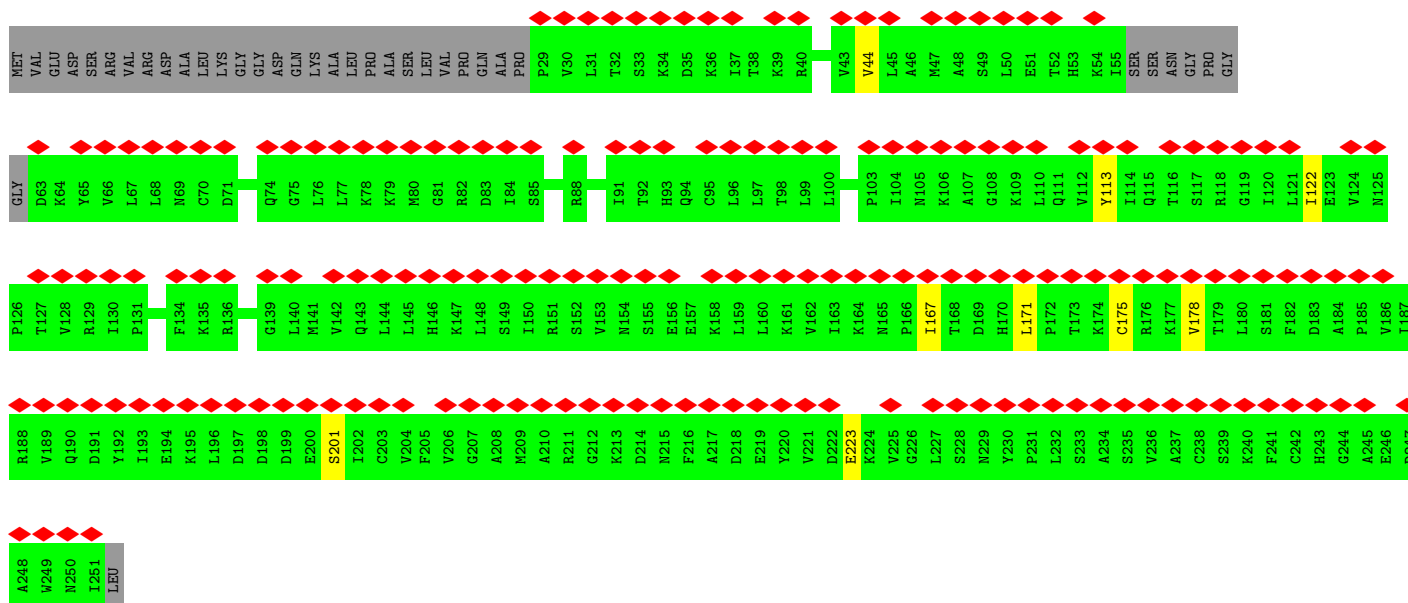 MET VAL GLU ASP SER ARG VAL ARG ASP ALA LEU LYS GLY GLY ASP GLN LYS ALA LEU PRO ALA SER LEU VAL PRO GLN ALA PRO P29 V30 L31 T32 S33 K34 D35 K36 I37 T38 K39 R40 V43 V44 L45 A46 M47 A48 S49 L50 E51 T52 H53 K54 I55 SER SER ASN GLY PRO GLY
GLY D63 K64 Y65 V66 L67 L68 N69 C70 D71 Q74 G75 L76 L77 K78 K79 M80 G81 R82 D83 I84 S85 R88 I91 T92 H93 Q94 C95 L96 L97 T98 L99 L100 P103 I104 N105 K106 A107 G108 K109 L110 Q111 V112 Y113 I114 Q115 T116 S117 R118 G119 I120 L121 I122 E123 V124 N125
P126 T127 V128 R129 I130 P131 F134 K135 R136 G139 L140 M141 V142 Q143 L144 L145 H146 K147 L148 S149 I150 R151 S152 V153 N154 S155 E156 E157 K158 L159 L160 K161 V162 I163 K164 N165 P166 I167 T168 D169 H170 L171 P172 T173 K174 C175 R176 K177 V178 T179 L180 S181 F182 D183 A184 P185 V186 I187
R188 V189 Q190 D191 Y192 I193 E194 K195 L196 D197 D198 D199 E200 S201 I202 C203 V204 F205 V206 G207 A208 M209 A210 R211 G212 K213 D214 N215 F216 A217 D218 E219 Y220 V221 D222 E223 K224 V225 G226 L227 S228 N229 Y230 P231 L232 S233 A234 S235 V236 A237 C238 S239 K240 F241 C242 H243 G244 A245 E246
A248 W249 N250 I251 LEU